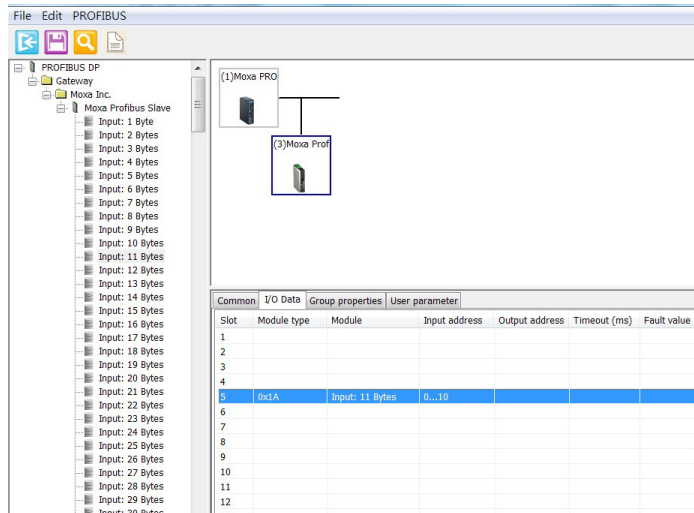 File Edit PROFIBUS
PROFIBUS DP
Gateway
Moxa Inc.
Moxa Profibus Slave
Input: 1 Byte
Input: 2 Bytes
Input: 3 Bytes
Input: 4 Bytes
Input: 5 Bytes
Input: 6 Bytes
Input: 7 Bytes
Input: 8 Bytes
Input: 9 Bytes
Input: 10 Bytes
Input: 11 Bytes
Input: 12 Bytes
Input: 13 Bytes
Input: 14 Bytes
Input: 15 Bytes
Input: 16 Bytes
Input: 17 Bytes
Input: 18 Bytes
Input: 19 Bytes
Input: 20 Bytes
Input: 21 Bytes
Input: 22 Bytes
Input: 23 Bytes
Input: 24 Bytes
Input: 25 Bytes
Input: 26 Bytes
Input: 27 Bytes
Input: 28 Bytes
Input: 29 Bytes
Input: 30 Bytes
(1)Moxa PRO
(3)Moxa Prof
Common I/O Data Group properties User parameter
Slot Module type Module Input address Output address Timeout (ms) Fault value
1
2
3
4
5 0x1A Input: 11 Bytes 0...10
6
7
8
9
10
11
12